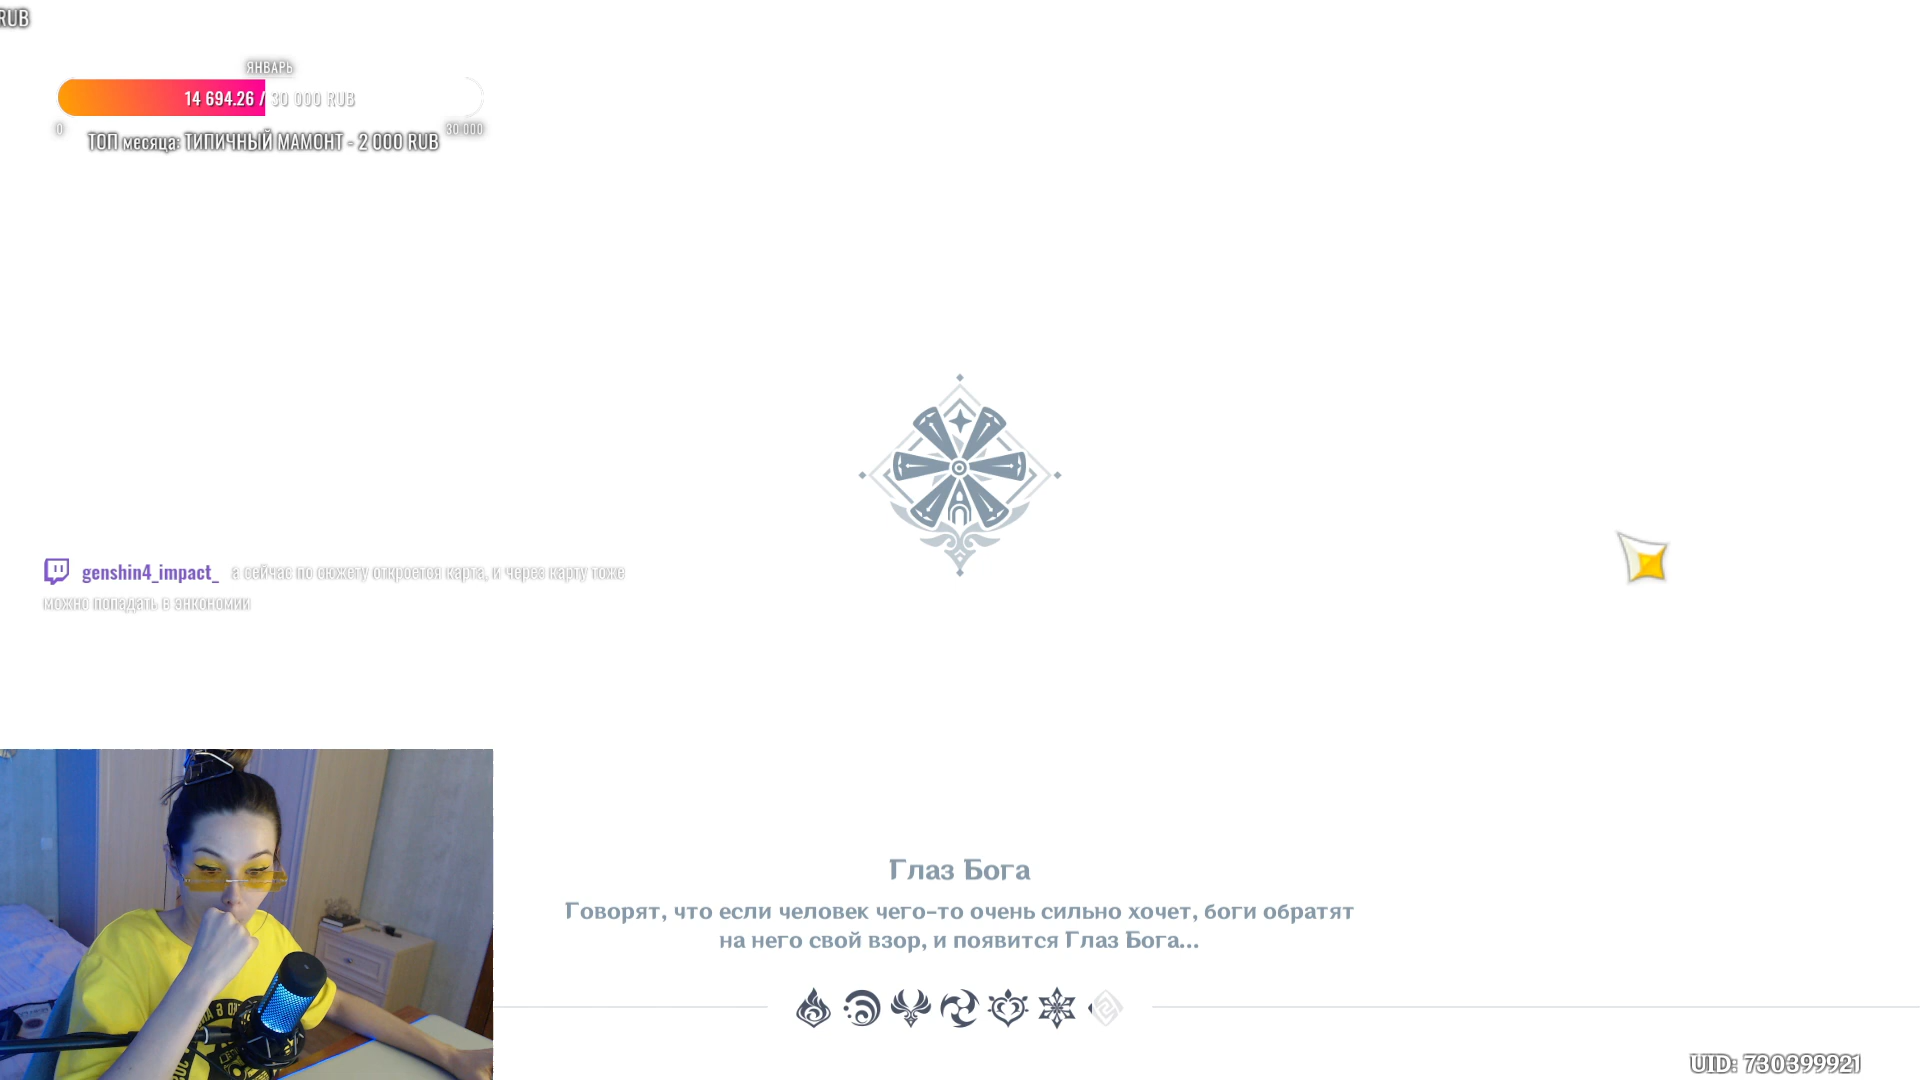 RUB
ЯНВАРЬ
14 694.26 / 30 000 RUB
0
30 000
ТОП месяца: ТИПИЧНЫЙ МАМОНТ - 2 000 RUB
genshin4_impact_ а сейчас по сюжету откроется карта, и через карту тоже
можно попадать в энкономии
Глаз Бога
Говорят, что если человек чего-то очень сильно хочет, боги обратят
на него свой взор, и появится Глаз Бога...
UID: 730399921